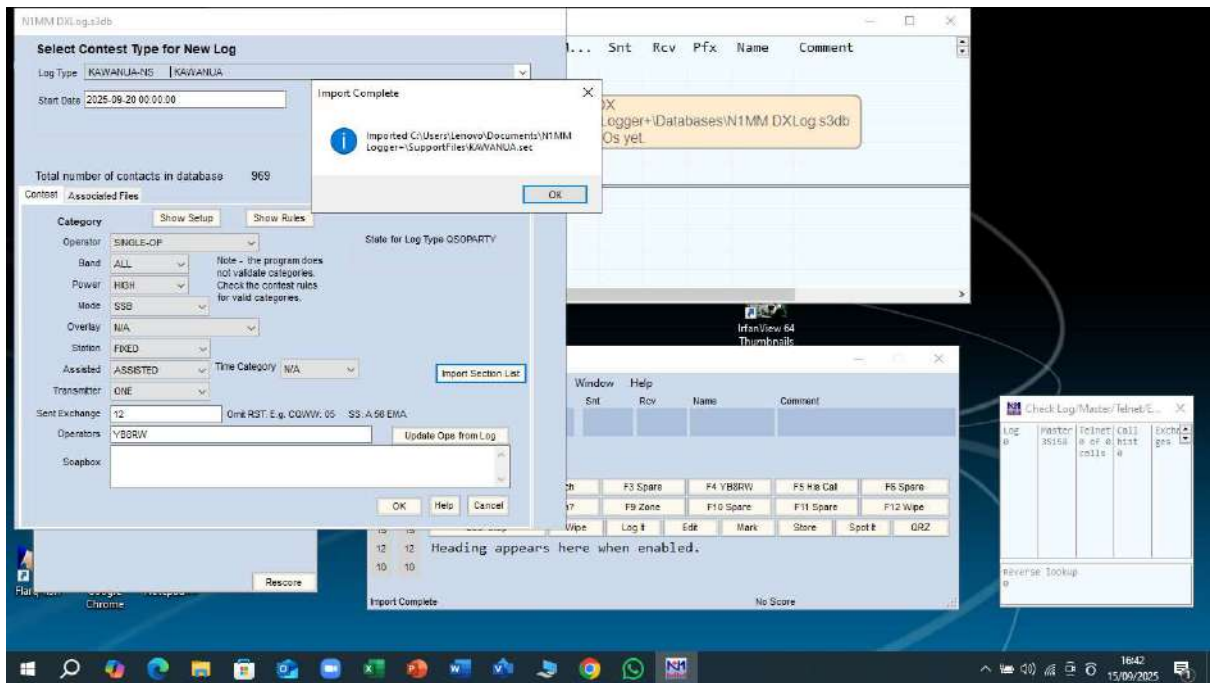 N1MM DXLog.s3db
Select Contest Type for New Log
Log Type KAWANUA-NS KAWANUA
Start Date 2025-09-20 00:00:00
Total number of contacts in database 969
Contest Associated Files
Category Show Setup Show Rules
Operator SINGLE-OP State for Log Type QSOPARTY
Band ALL
Note - the program does
not validate categories.
Check the contest rules
for valid categories.
Power HIGH
Mode SSB
Overlay N/A
Station FIXED
Assisted ASSISTED Time Category N/A Import Section List
Transmitter ONE
Sent Exchange 12 Omit RST. E.g. CQWW: 05 SS: A 56 EMA
Operators YB8RW Update Ops from Log
Soapbox
OK Help Cancel
Import Complete
Imported C:\Users\Lenovo\Documents\N1MM
Logger+\SupportFiles\KAWANUA.sec
OK
Snt Rcv Pfx Name Comment
DX
Logger+\Databases\N1MM DXLog.s3db
yet.
IrfanView 64
Thumbnails
Window Help
Snt Rcv Name Comment
F3 Spare F4 YB8RW F5 His Call F6 Spare
F9 Zone F10 Spare F11 Spare F12 Wipe
Wipe Log It Edit Mark Store Spot It QRZ
12 12 Heading appears here when enabled.
10 10
Import Complete No Score
Rescore
Chrome
Check Log/Master/Telnet/E...
Log Master Telnet Call Excha
0 35158 0 of 0 hist ges
calls 0
Reverse lookup
0
16:42
15/09/2025